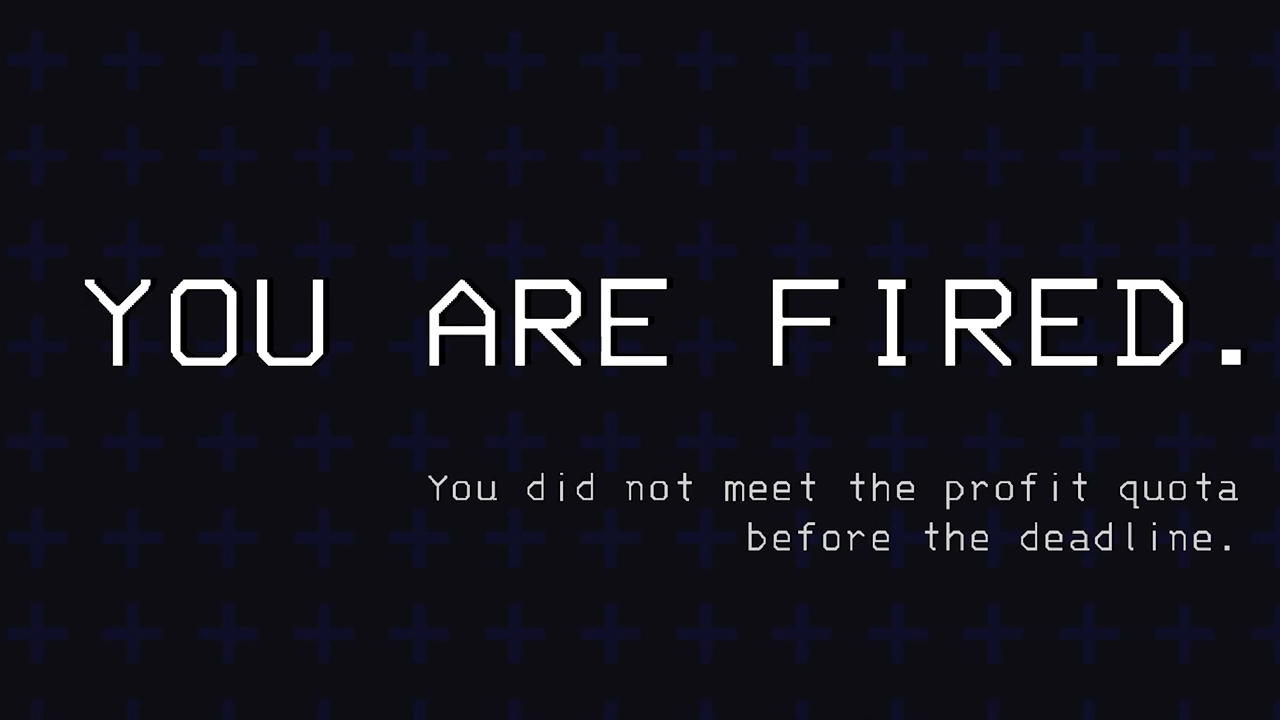 YOU ARE FIRED.
You did not meet the profit quota
before the deadline.